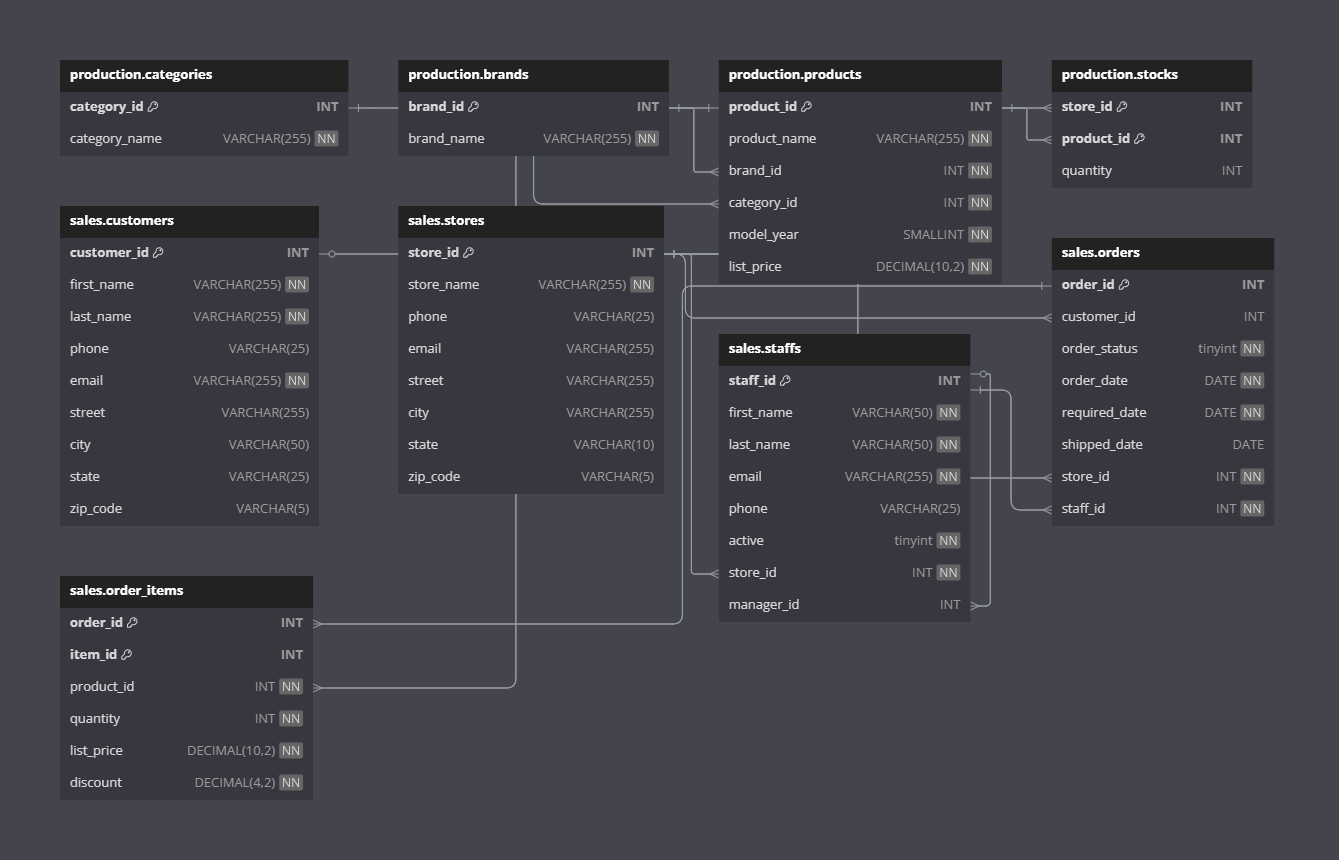 production.categories
category_id INT
category_name VARCHAR(255) NN
production.brands
brand_id INT
brand_name VARCHAR(255) NN
production.products
product_id INT
product_name VARCHAR(255) NN
brand_id INT NN
category_id INT NN
model_year SMALLINT NN
list_price DECIMAL(10,2) NN
production.stocks
store_id INT
product_id INT
quantity INT
sales.customers
customer_id INT
first_name VARCHAR(255) NN
last_name VARCHAR(255) NN
phone VARCHAR(25)
email VARCHAR(255) NN
street VARCHAR(255)
city VARCHAR(50)
state VARCHAR(25)
zip_code VARCHAR(5)
sales.stores
store_id INT
store_name VARCHAR(255) NN
phone VARCHAR(25)
email VARCHAR(255)
street VARCHAR(255)
city VARCHAR(255)
state VARCHAR(10)
zip_code VARCHAR(5)
sales.orders
order_id INT
customer_id INT
order_status tinyint NN
order_date DATE NN
required_date DATE NN
shipped_date DATE
store_id INT NN
staff_id INT NN
sales.staffs
staff_id INT
first_name VARCHAR(50) NN
last_name VARCHAR(50) NN
email VARCHAR(255) NN
phone VARCHAR(25)
active tinyint NN
store_id INT NN
manager_id INT
sales.order_items
order_id INT
item_id INT
product_id INT NN
quantity INT NN
list_price DECIMAL(10,2) NN
discount DECIMAL(4,2) NN